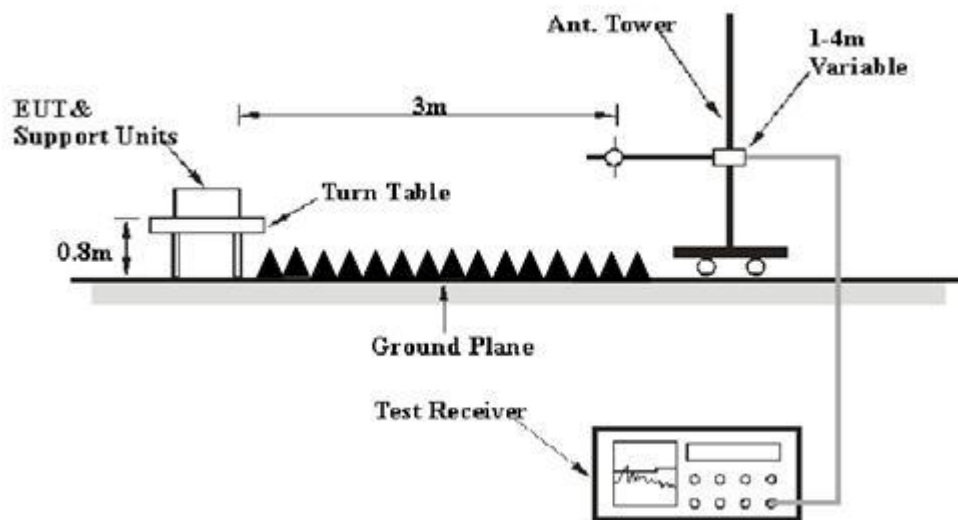 Ant. Tower
1-4m
Variable
3m
EUT&
Support Units
Turn Table
0.8m
Ground Plane
Test Receiver